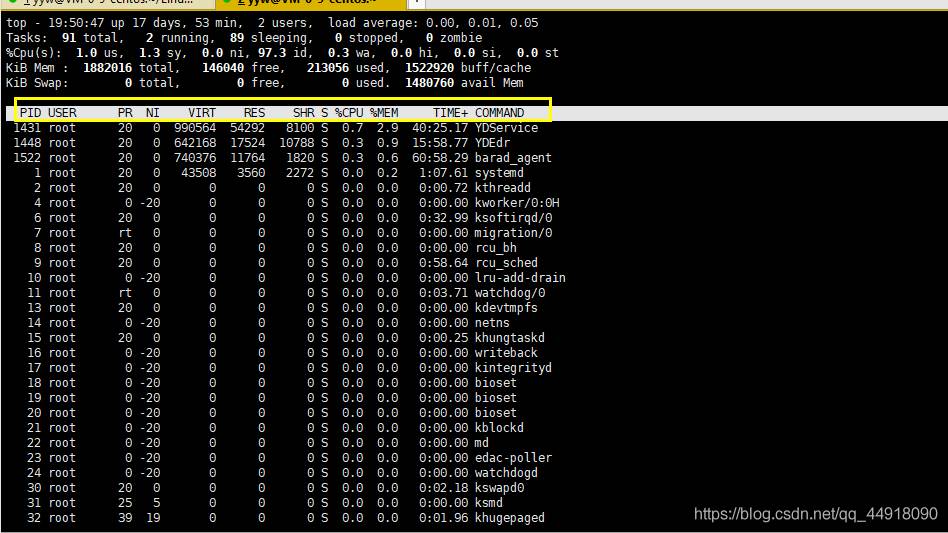 1 yyw@VM-0-9-centos:~/Linu...
2 yyw@VM-0-9-centos:~
top - 19:50:47 up 17 days, 53 min,  2 users,  load average: 0.00, 0.01, 0.05
Tasks:  91 total,   2 running,  89 sleeping,   0 stopped,   0 zombie
%Cpu(s):  1.0 us,  1.3 sy,  0.0 ni, 97.3 id,  0.3 wa,  0.0 hi,  0.0 si,  0.0 st
KiB Mem :  1882016 total,   146040 free,   213056 used,  1522920 buff/cache
KiB Swap:        0 total,        0 free,        0 used.  1480760 avail Mem
PID USER      PR  NI    VIRT    RES    SHR S %CPU %MEM     TIME+ COMMAND
1431 root      20   0  990564  54292   8100 S  0.7  2.9  40:25.17 YDService
1448 root      20   0  642168  17524  10788 S  0.3  0.9  15:58.77 YDEdr
1522 root      20   0  740376  11764   1820 S  0.3  0.6  60:58.29 barad_agent
1 root      20   0   43508   3560   2272 S  0.0  0.2   1:07.61 systemd
2 root      20   0       0      0      0 S  0.0  0.0   0:00.72 kthreadd
4 root       0 -20       0      0      0 S  0.0  0.0   0:00.00 kworker/0:0H
6 root      20   0       0      0      0 S  0.0  0.0   0:32.99 ksoftirqd/0
7 root      rt   0       0      0      0 S  0.0  0.0   0:00.00 migration/0
8 root      20   0       0      0      0 S  0.0  0.0   0:00.00 rcu_bh
9 root      20   0       0      0      0 S  0.0  0.0   0:58.64 rcu_sched
10 root       0 -20       0      0      0 S  0.0  0.0   0:00.00 lru-add-drain
11 root      rt   0       0      0      0 S  0.0  0.0   0:03.71 watchdog/0
13 root      20   0       0      0      0 S  0.0  0.0   0:00.00 kdevtmpfs
14 root       0 -20       0      0      0 S  0.0  0.0   0:00.00 netns
15 root      20   0       0      0      0 S  0.0  0.0   0:00.25 khungtaskd
16 root       0 -20       0      0      0 S  0.0  0.0   0:00.00 writeback
17 root       0 -20       0      0      0 S  0.0  0.0   0:00.00 kintegrityd
18 root       0 -20       0      0      0 S  0.0  0.0   0:00.00 bioset
19 root       0 -20       0      0      0 S  0.0  0.0   0:00.00 bioset
20 root       0 -20       0      0      0 S  0.0  0.0   0:00.00 bioset
21 root       0 -20       0      0      0 S  0.0  0.0   0:00.00 kblockd
22 root       0 -20       0      0      0 S  0.0  0.0   0:00.00 md
23 root       0 -20       0      0      0 S  0.0  0.0   0:00.00 edac-poller
24 root       0 -20       0      0      0 S  0.0  0.0   0:00.00 watchdogd
30 root      20   0       0      0      0 S  0.0  0.0   0:02.18 kswapd0
31 root      25   5       0      0      0 S  0.0  0.0   0:00.00 ksmd
32 root      39  19       0      0      0 S  0.0  0.0   0:01.96 khugepaged
https://blog.csdn.net/qq_44918090